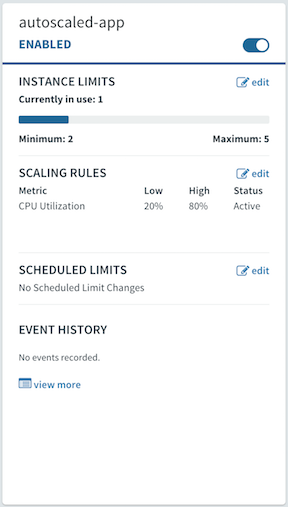 autoscaled-app
ENABLED
INSTANCE LIMITS edit
Currently in use: 1
Minimum: 2 Maximum: 5
SCALING RULES edit
Metric Low High Status
CPU Utilization 20% 80% Active
SCHEDULED LIMITS edit
No Scheduled Limit Changes
EVENT HISTORY
No events recorded.
view more